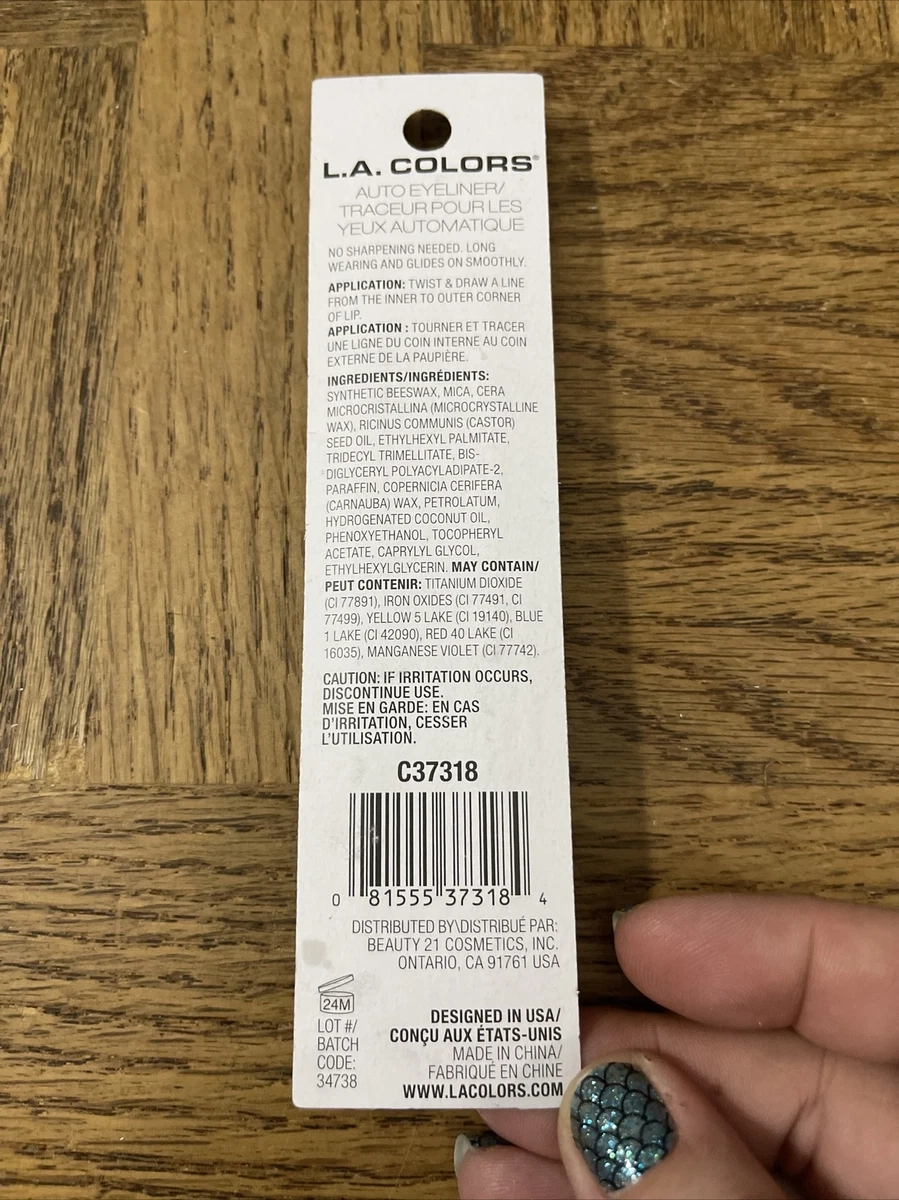 L.A. COLORS®
AUTO EYELINER/
TRACEUR POUR LES
YEUX AUTOMATIQUE
NO SHARPENING NEEDED. LONG
WEARING AND GLIDES ON SMOOTHLY.
APPLICATION: TWIST & DRAW A LINE
FROM THE INNER TO OUTER CORNER
OF LIP.
APPLICATION : TOURNER ET TRACER
UNE LIGNE DU COIN INTERNE AU COIN
EXTERNE DE LA PAUPIÈRE.
INGREDIENTS/INGRÉDIENTS:
SYNTHETIC BEESWAX, MICA, CERA
MICROCRISTALLINA (MICROCRYSTALLINE
WAX), RICINUS COMMUNIS (CASTOR)
SEED OIL, ETHYLHEXYL PALMITATE,
TRIDECYL TRIMELLITATE, BIS-
DIGLYCERYL POLYACYLADIPATE-2,
PARAFFIN, COPERNICIA CERIFERA
(CARNAUBA) WAX, PETROLATUM,
HYDROGENATED COCONUT OIL,
PHENOXYETHANOL, TOCOPHERYL
ACETATE, CAPRYLYL GLYCOL,
ETHYLHEXYLGLYCERIN. MAY CONTAIN/
PEUT CONTENIR: TITANIUM DIOXIDE
(CI 77891), IRON OXIDES (CI 77491, CI
77499), YELLOW 5 LAKE (CI 19140), BLUE
1 LAKE (CI 42090), RED 40 LAKE (CI
16035), MANGANESE VIOLET (CI 77742).
CAUTION: IF IRRITATION OCCURS,
DISCONTINUE USE.
MISE EN GARDE: EN CAS
D'IRRITATION, CESSER
L'UTILISATION.
C37318
0 81555 37318 4
DISTRIBUTED BY\DISTRIBUÉ PAR:
BEAUTY 21 COSMETICS, INC.
ONTARIO, CA 91761 USA
24M
LOT #/
BATCH
CODE:
34738
DESIGNED IN USA/
CONÇU AUX ÉTATS-UNIS
MADE IN CHINA/
FABRIQUÉ EN CHINE
WWW.LACOLORS.COM